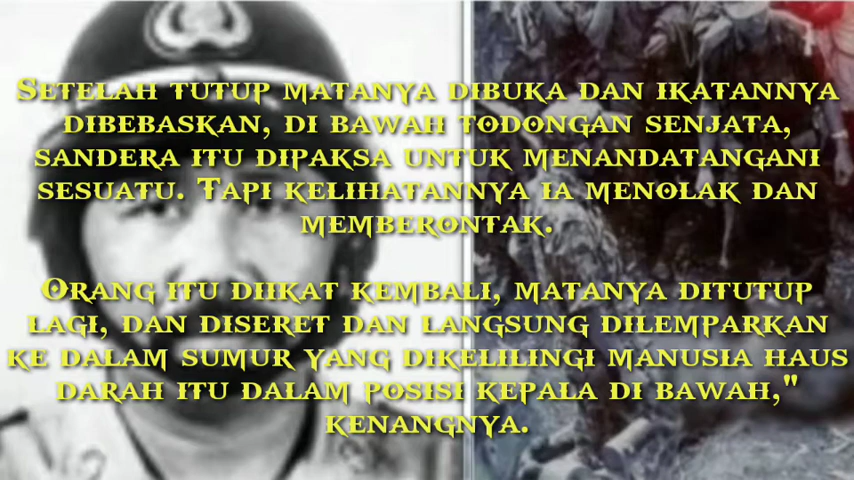 Setelah tutup matanya dibuka dan ikatannya
dibebaskan, di bawah todongan senjata,
sandera itu dipaksa untuk menandatangani
sesuatu. Tapi kelihatannya ia menolak dan
memberontak.
Orang itu diikat kembali, matanya ditutup
lagi, dan diseret dan langsung dilemparkan
ke dalam sumur yang dikelilingi manusia haus
darah itu dalam posisi kepala di bawah,"
kenangnya.